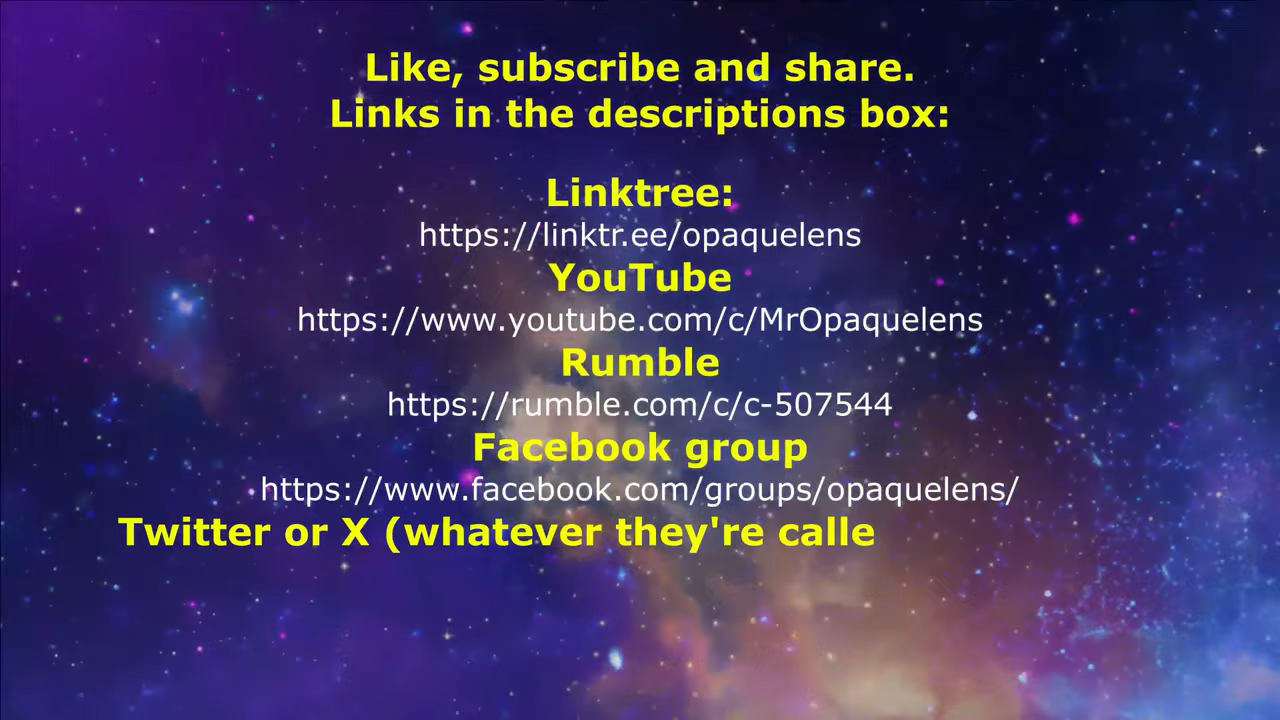 Like, subscribe and share.
Links in the descriptions box:
Linktree:
https://linktr.ee/opaquelens
YouTube
https://www.youtube.com/c/MrOpaquelens
Rumble
https://rumble.com/c/c-507544
Facebook group
https://www.facebook.com/groups/opaquelens/
Twitter or X (whatever they're calle